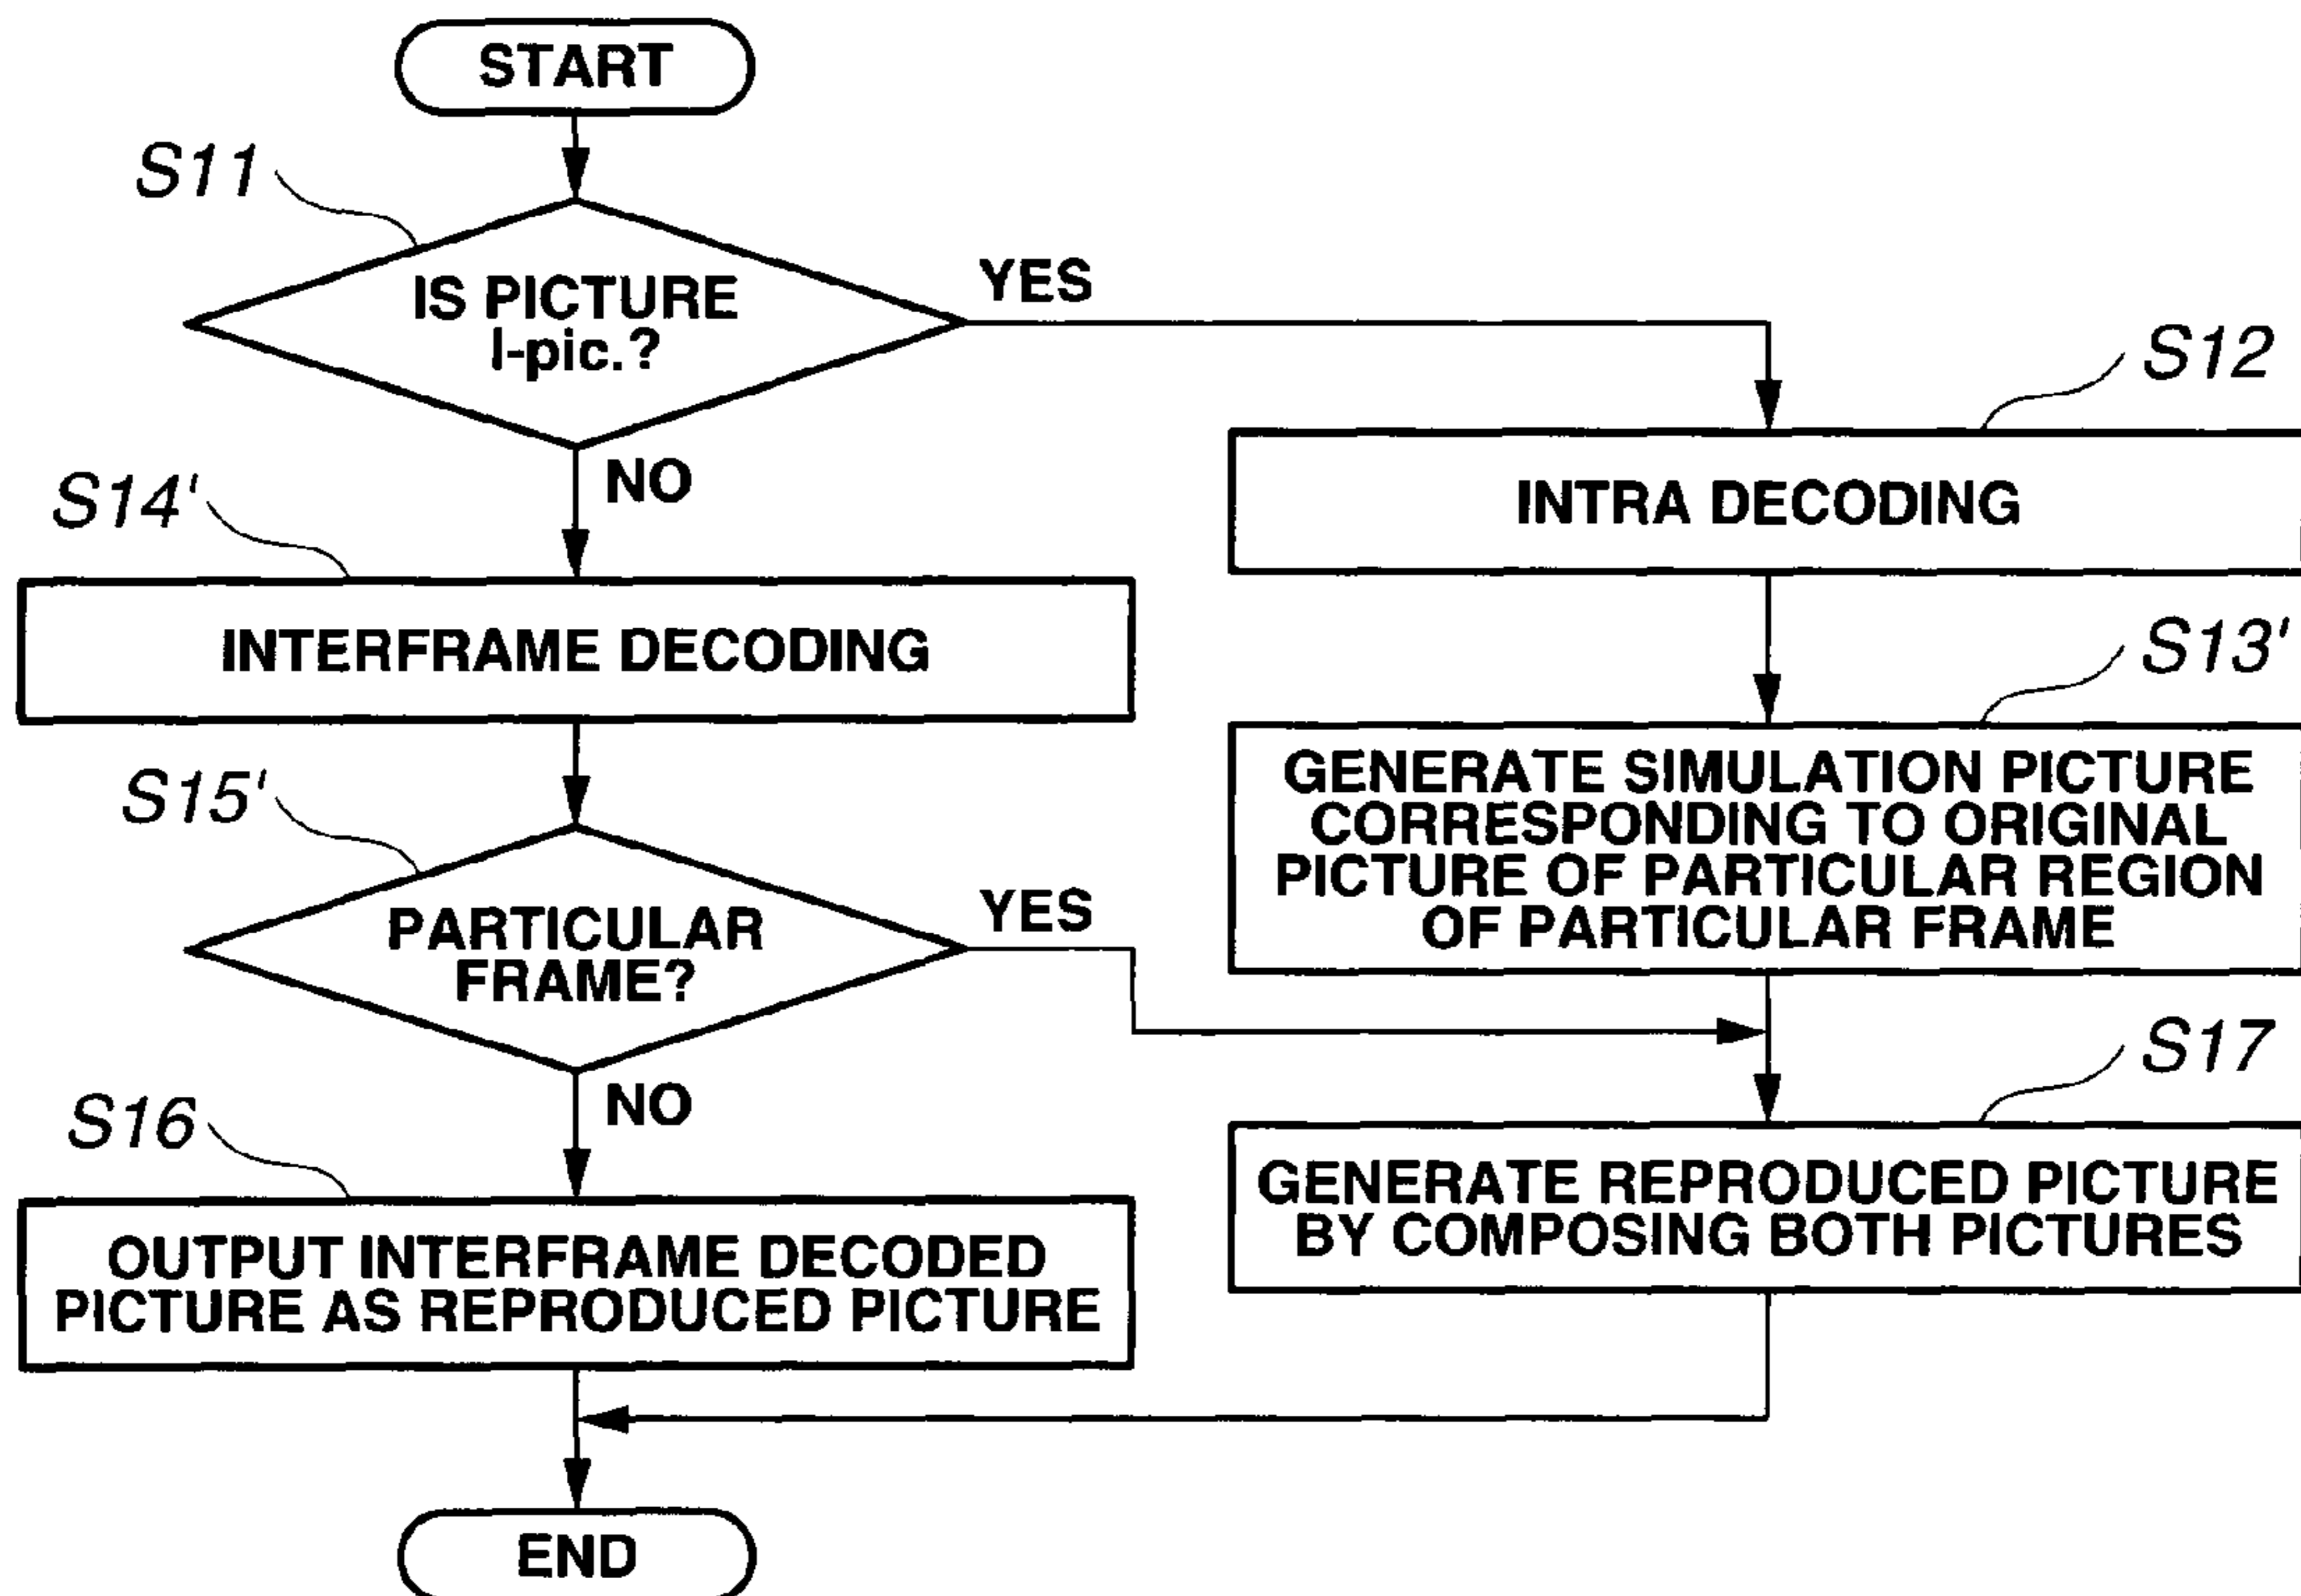 START
S11
IS PICTURE
I-pic.?
YES
NO
S12
INTRA DECODING
S14'
INTERFRAME DECODING
S13'
GENERATE SIMULATION PICTURE
CORRESPONDING TO ORIGINAL
PICTURE OF PARTICULAR REGION
OF PARTICULAR FRAME
S15'
PARTICULAR
FRAME?
YES
NO
S17
GENERATE REPRODUCED PICTURE
BY COMPOSING BOTH PICTURES
S16
OUTPUT INTERFRAME DECODED
PICTURE AS REPRODUCED PICTURE
END